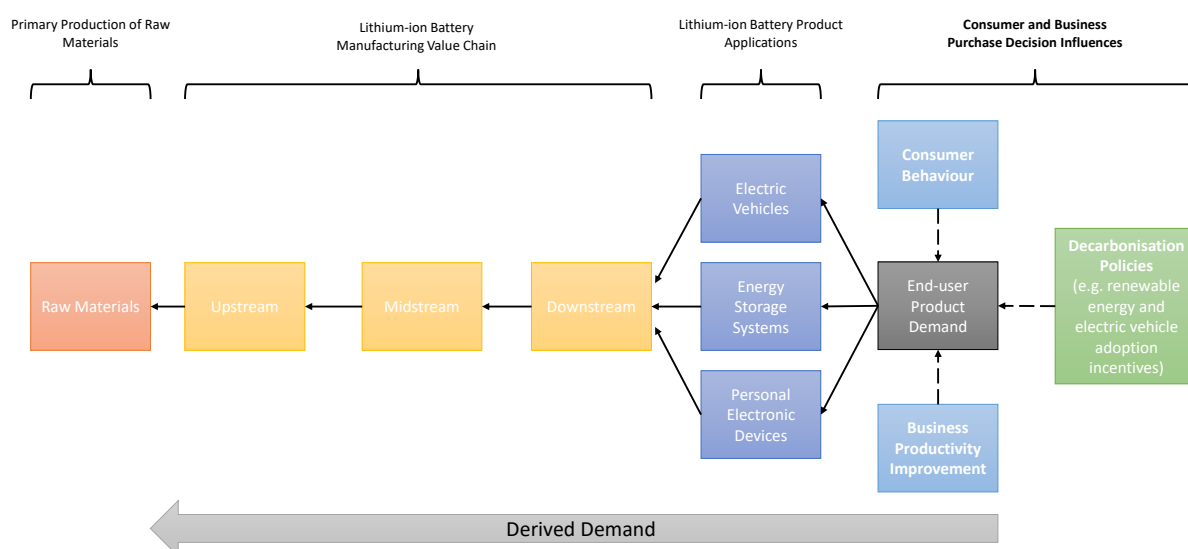 Primary Production of Raw
Materials
Lithium-ion Battery
Manufacturing Value Chain
Lithium-ion Battery Product
Applications
Consumer and Business
Purchase Decision Influences
Consumer
Behaviour
Electric
Vehicles
Decarbonisation
Policies
(e.g. renewable
energy and
electric vehicle
adoption
incentives)
Raw Materials
Upstream
Midstream
Downstream
Energy
Storage
Systems
End-user
Product
Demand
Personal
Electronic
Devices
Business
Productivity
Improvement
Derived Demand